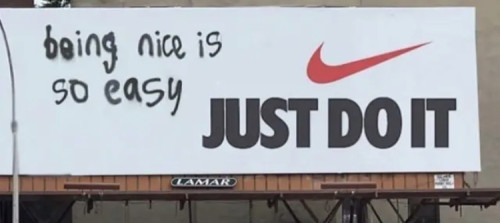 being nice is
so easy
JUST DO IT
LAMAR